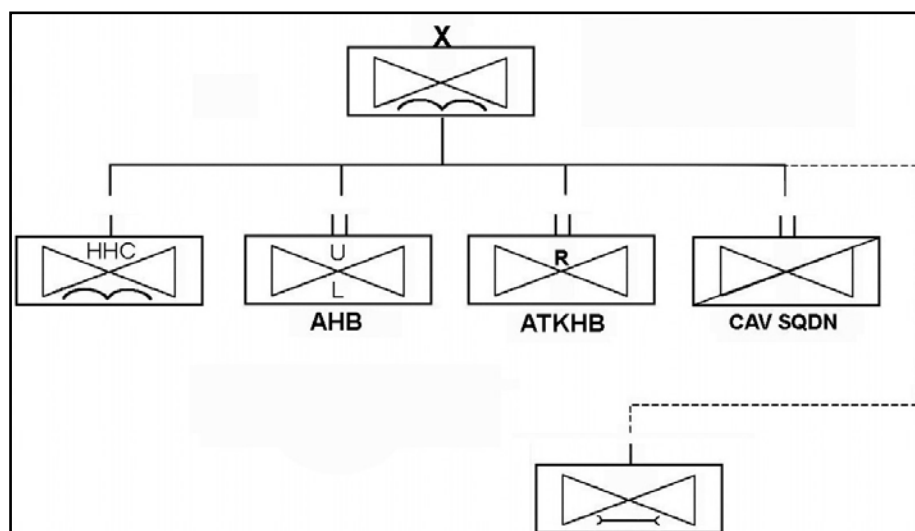 X
HHC
U
L
R
AHB
ATKHB
CAV SQDN